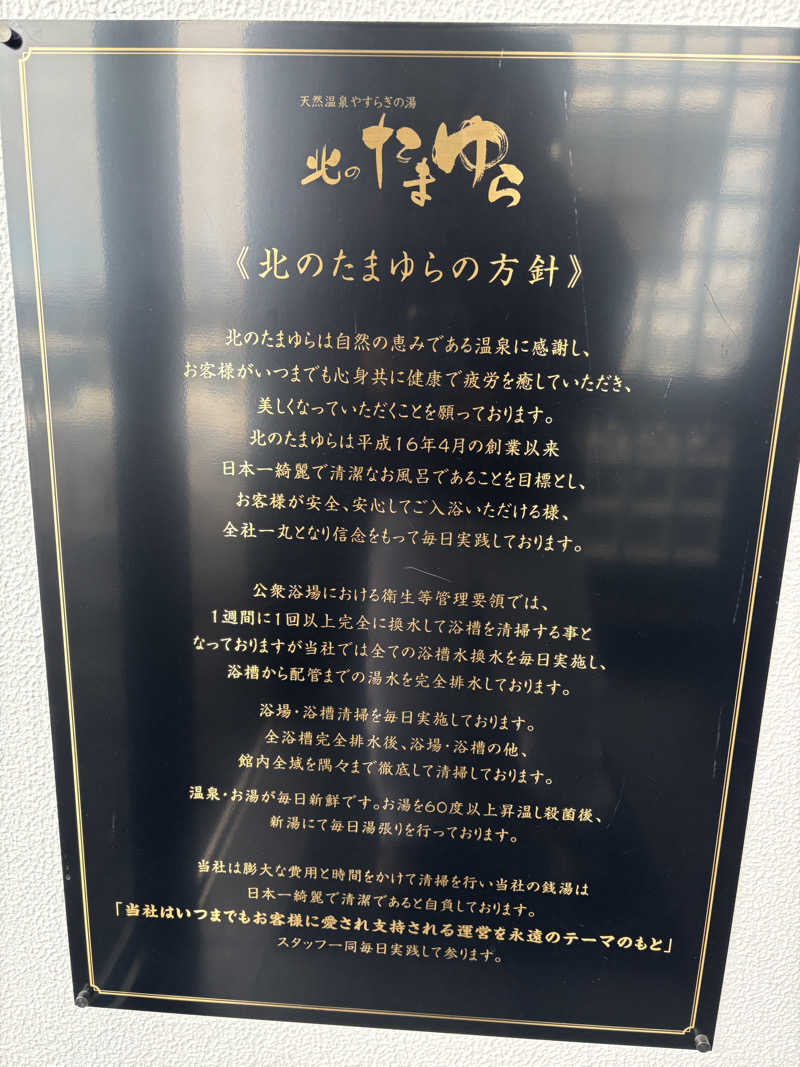 天然温泉やすらぎの湯
北のたまゆら
《北のたまゆらの方針》
北のたまゆらは自然の恵みである温泉に感謝し、
お客様がいつまでも心身共に健康で疲労を癒していただき、
美しくなっていただくことを願っております。
北のたまゆらは平成16年4月の創業以来
日本一綺麗で清潔なお風呂であることを目標とし、
お客様が安全、安心してご入浴いただける様、
全社一丸となり信念をもって毎日実践しております。
公衆浴場における衛生等管理要領では、
1週間に1回以上完全に換水して浴槽を清掃する事と
なっておりますが当社では全ての浴槽水換水を毎日実施し、
浴槽から配管までの湯水を完全排水しております。
浴場・浴槽清掃を毎日実施しております。
全浴槽完全排水後、浴場・浴槽の他、
館内全域を隅々まで徹底して清掃しております。
温泉・お湯が毎日新鮮です。お湯を60度以上昇温し殺菌後、
新湯にて毎日湯張りを行っております。
当社は膨大な費用と時間をかけて清掃を行い当社の銭湯は
日本一綺麗で清潔であると自負しております。
「当社はいつまでもお客様に愛され支持される運営を永遠のテーマのもと」
スタッフ一同毎日実践して参ります。